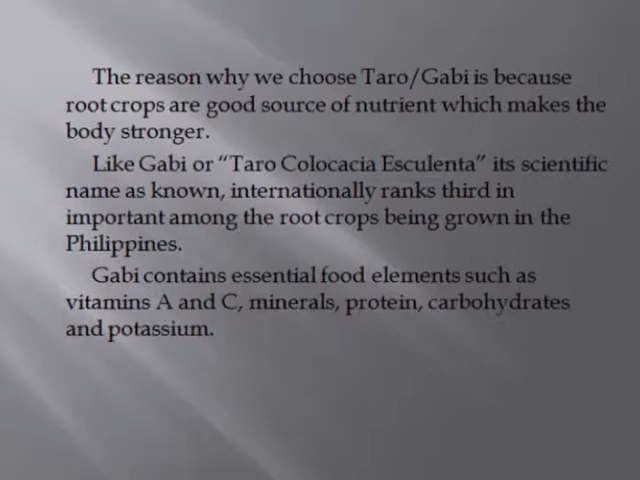 The reason why we choose Taro/Gabi is because
root crops are good source of nutrient which makes the
body stronger.
Like Gabi or “Taro Colocacia Esculenta” its scientific
name as known, internationally ranks third in
important among the root crops being grown in the
Philippines.
Gabi contains essential food elements such as
vitamins A and C, minerals, protein, carbohydrates
and potassium.